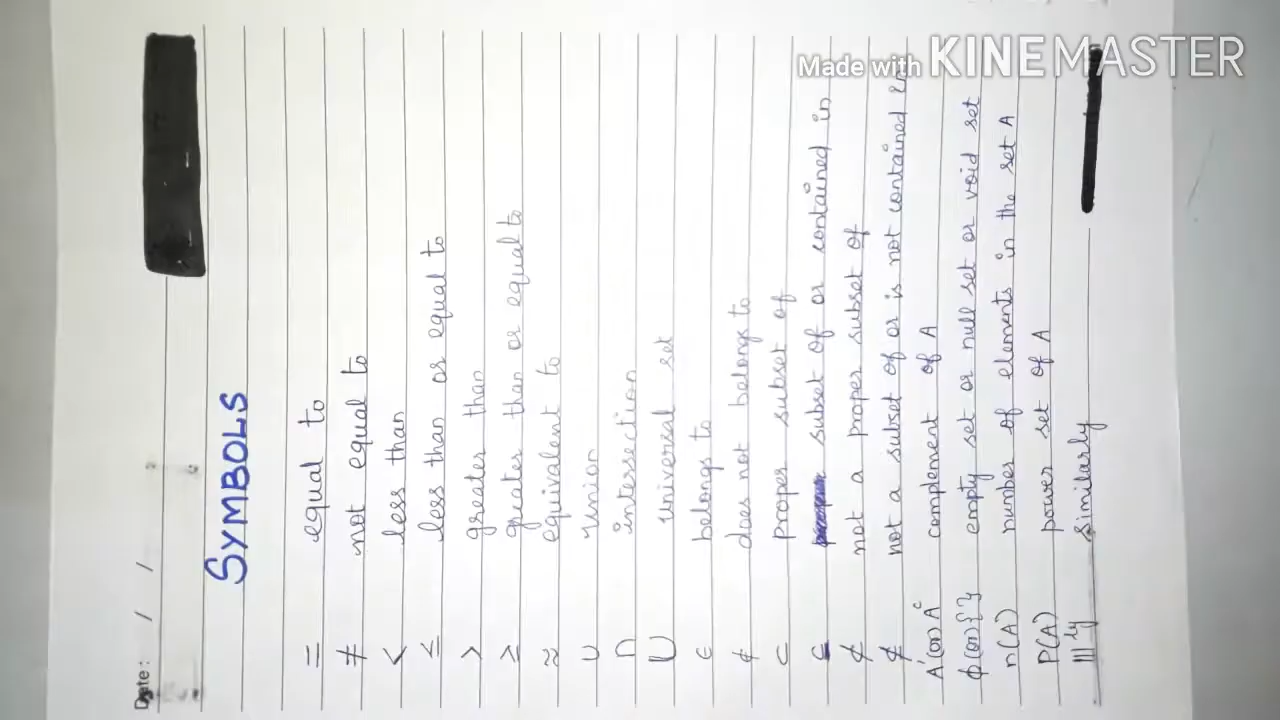 Made with KINEMASTER
Date: / /
SYMBOLS
= equal to
≠ not equal to
< less than
≤ less than or equal to
> greater than
≥ greater than or equal to
≈ equivalent to
∪ union
∩ intersection
U universal set
∈ belongs to
∉ does not belongs to
⊂ proper subset of
⊆ subset of or contained in
⊄ not a proper subset of
⊈ not a subset of or is not contained in
A'(or) Aᶜ complement of A
ϕ(or){ } empty set or null set or void set
n(A) number of elements in the set A
P(A) power set of A
|||ly similarly